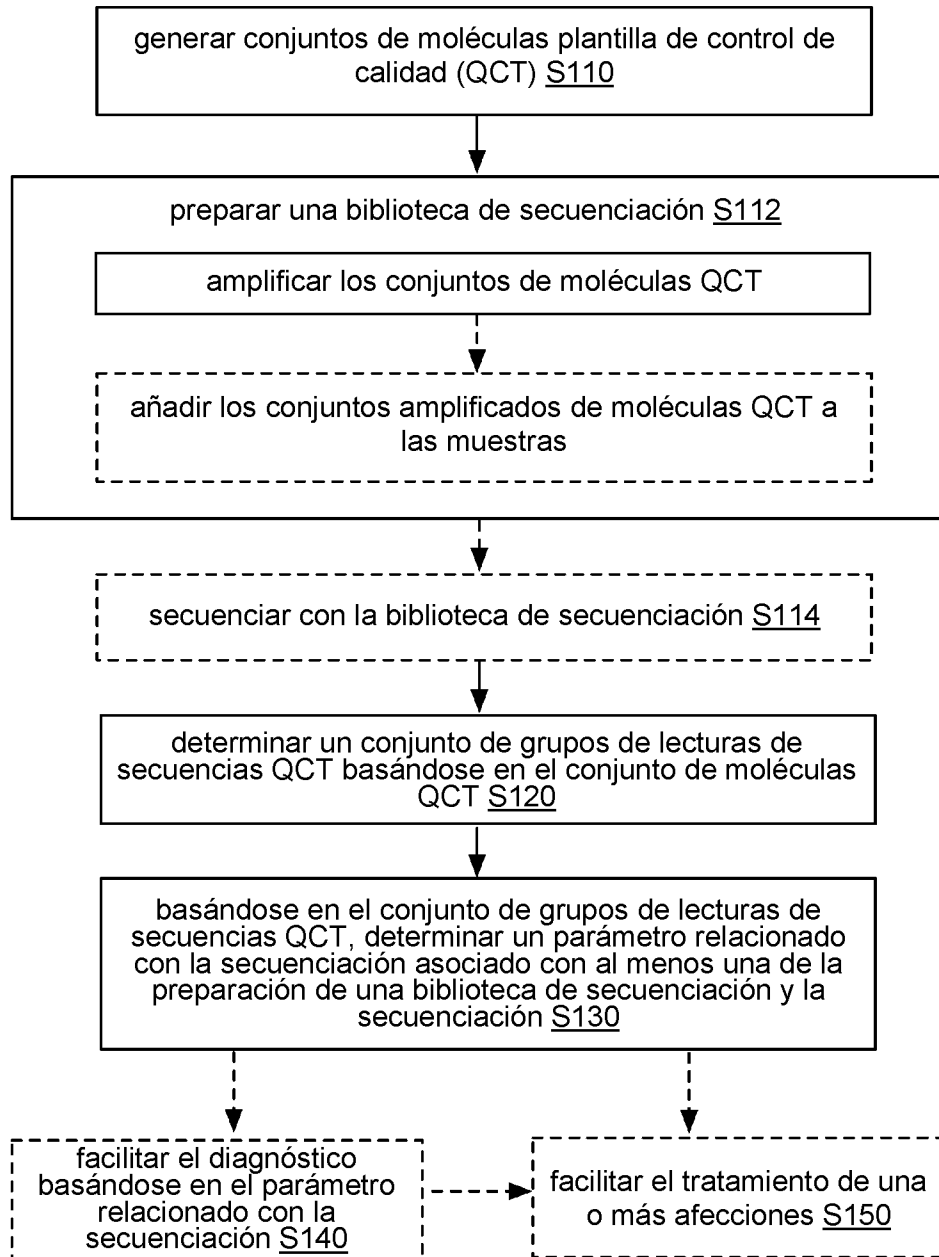 generar conjuntos de moléculas plantilla de control de
calidad (QCT) S110
preparar una biblioteca de secuenciación S112
amplificar los conjuntos de moléculas QCT
añadir los conjuntos amplificados de moléculas QCT a
las muestras
secuenciar con la biblioteca de secuenciación S114
determinar un conjunto de grupos de lecturas de
secuencias QCT basándose en el conjunto de moléculas
QCT S120
basándose en el conjunto de grupos de lecturas de
secuencias QCT, determinar un parámetro relacionado
con la secuenciación asociado con al menos una de la
preparación de una biblioteca de secuenciación y la
secuenciación S130
facilitar el diagnóstico
basándose en el parámetro
relacionado con la
secuenciación S140
facilitar el tratamiento de una
o más afecciones S150